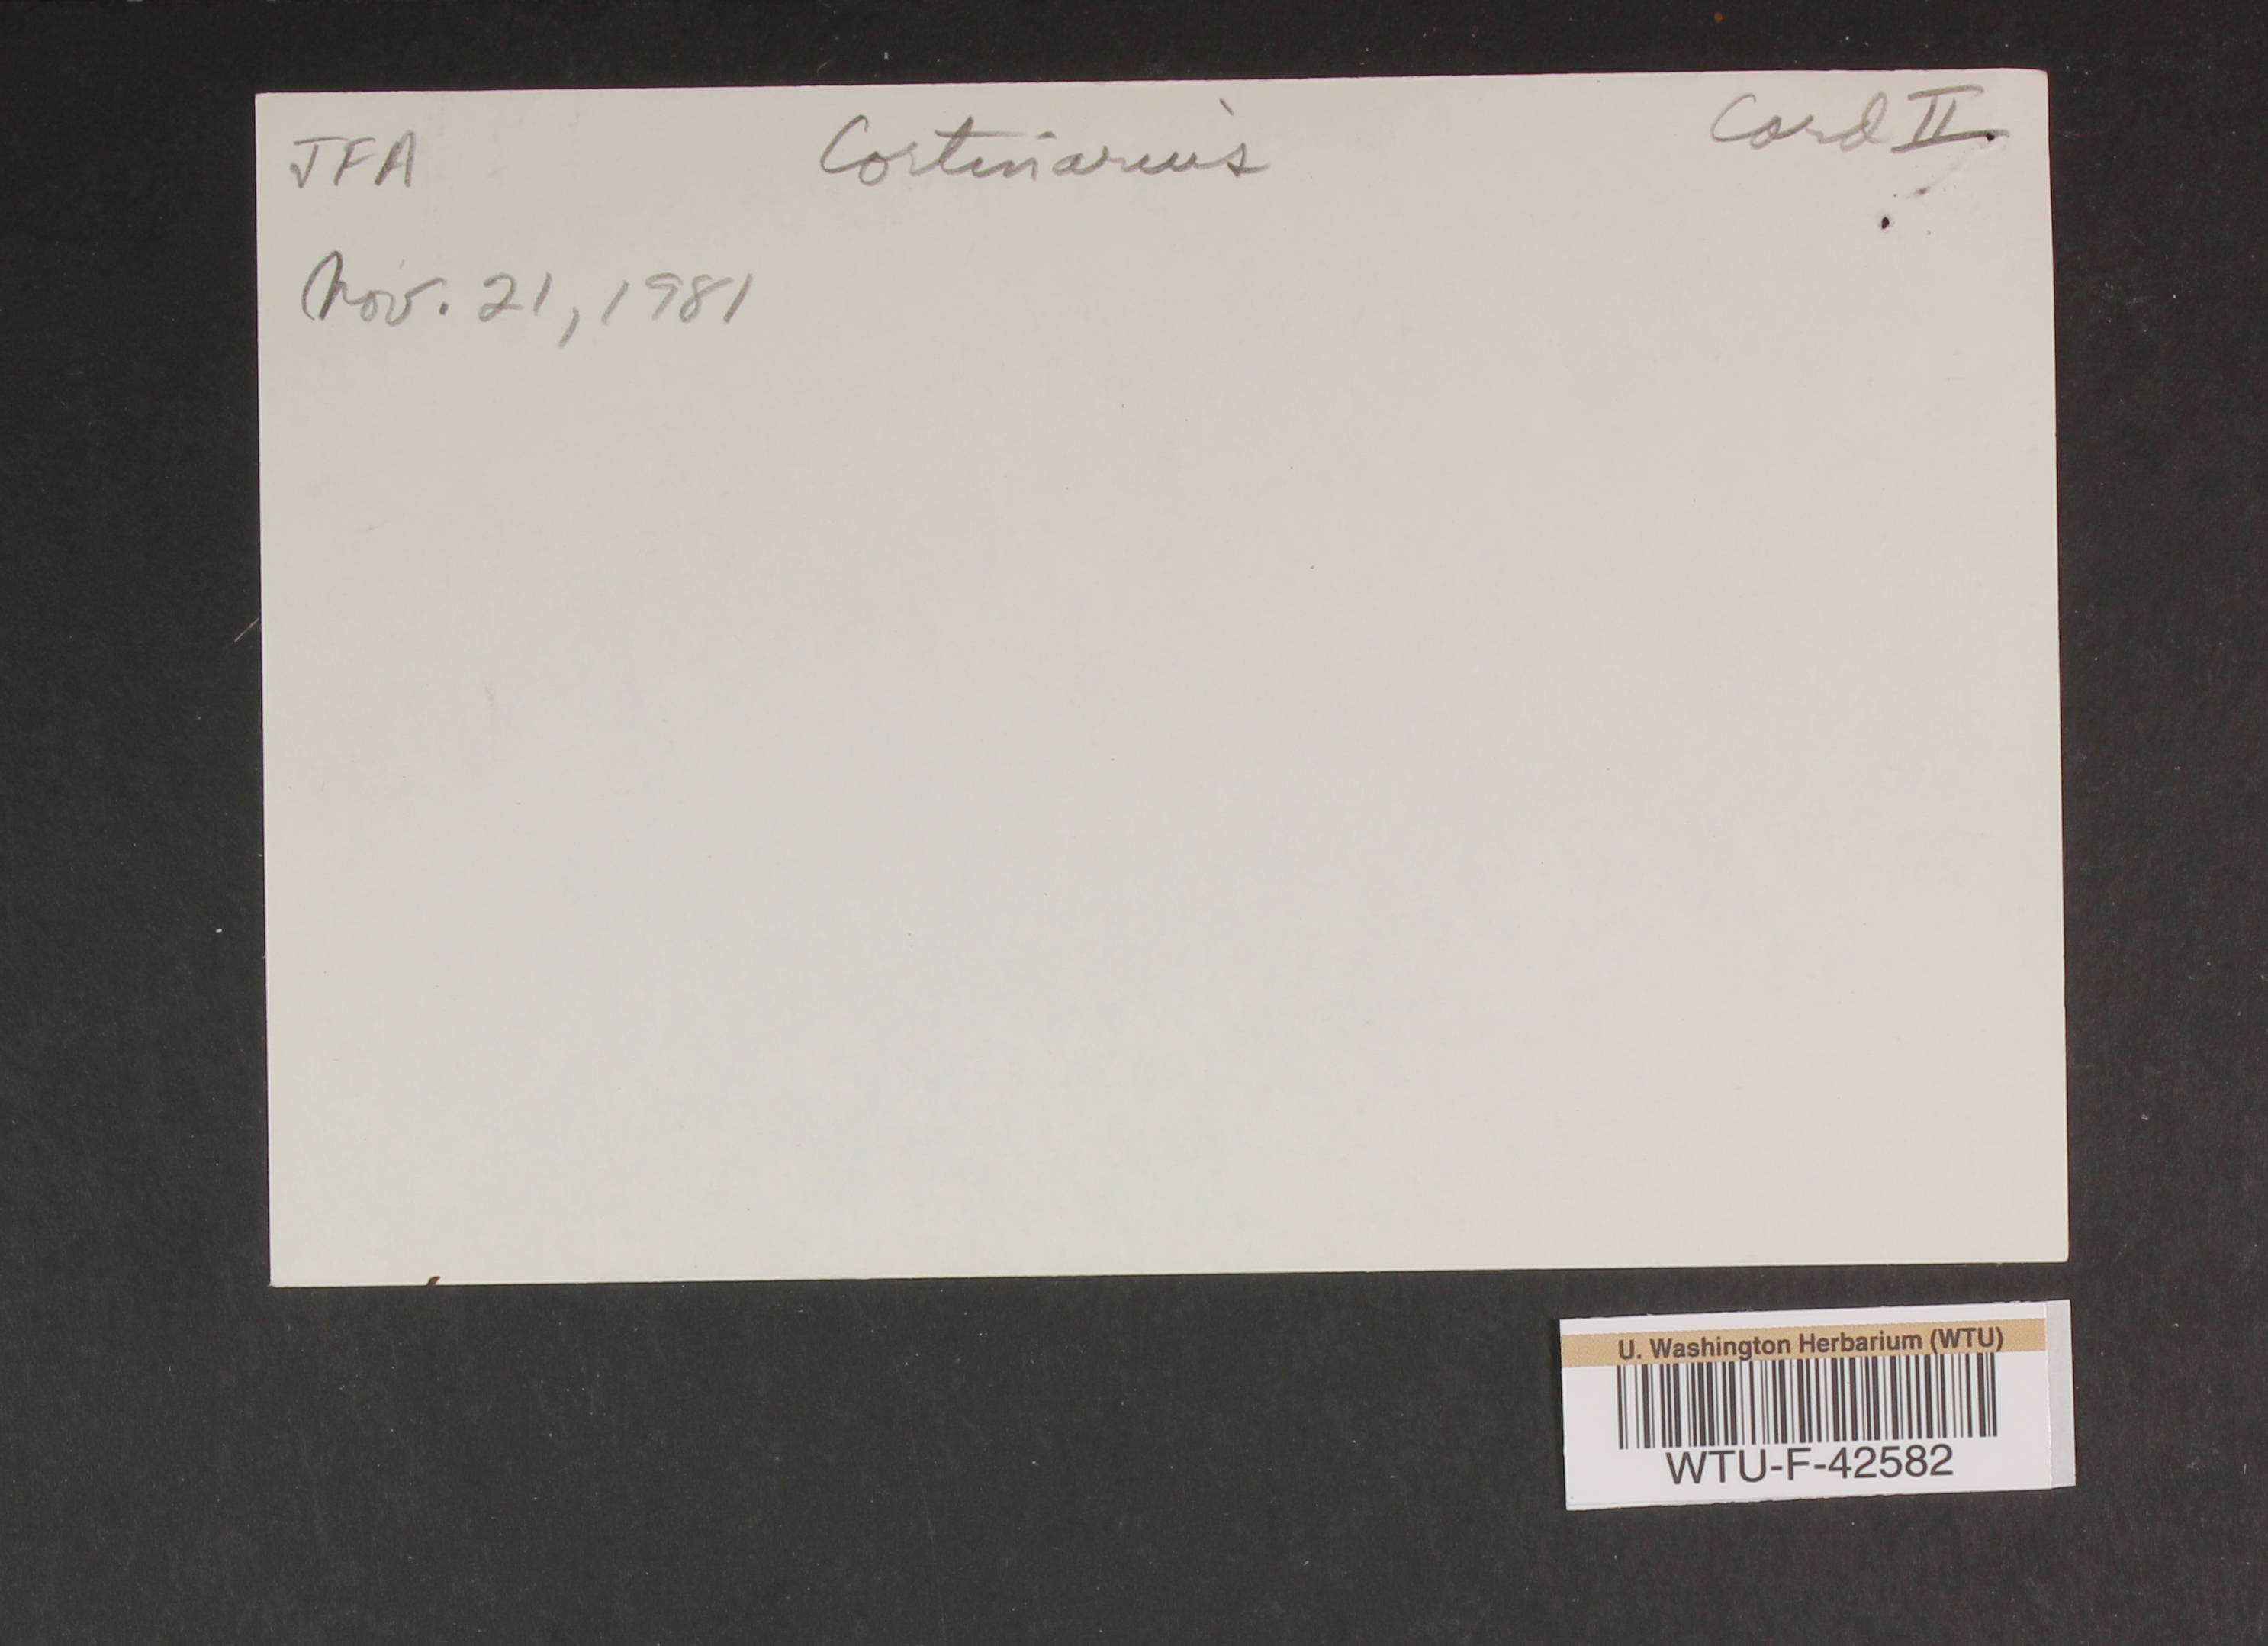 JFA Cortinarius Card II
Nov. 21, 1981
U. Washington Herbarium (WTU)
WTU-F-42582